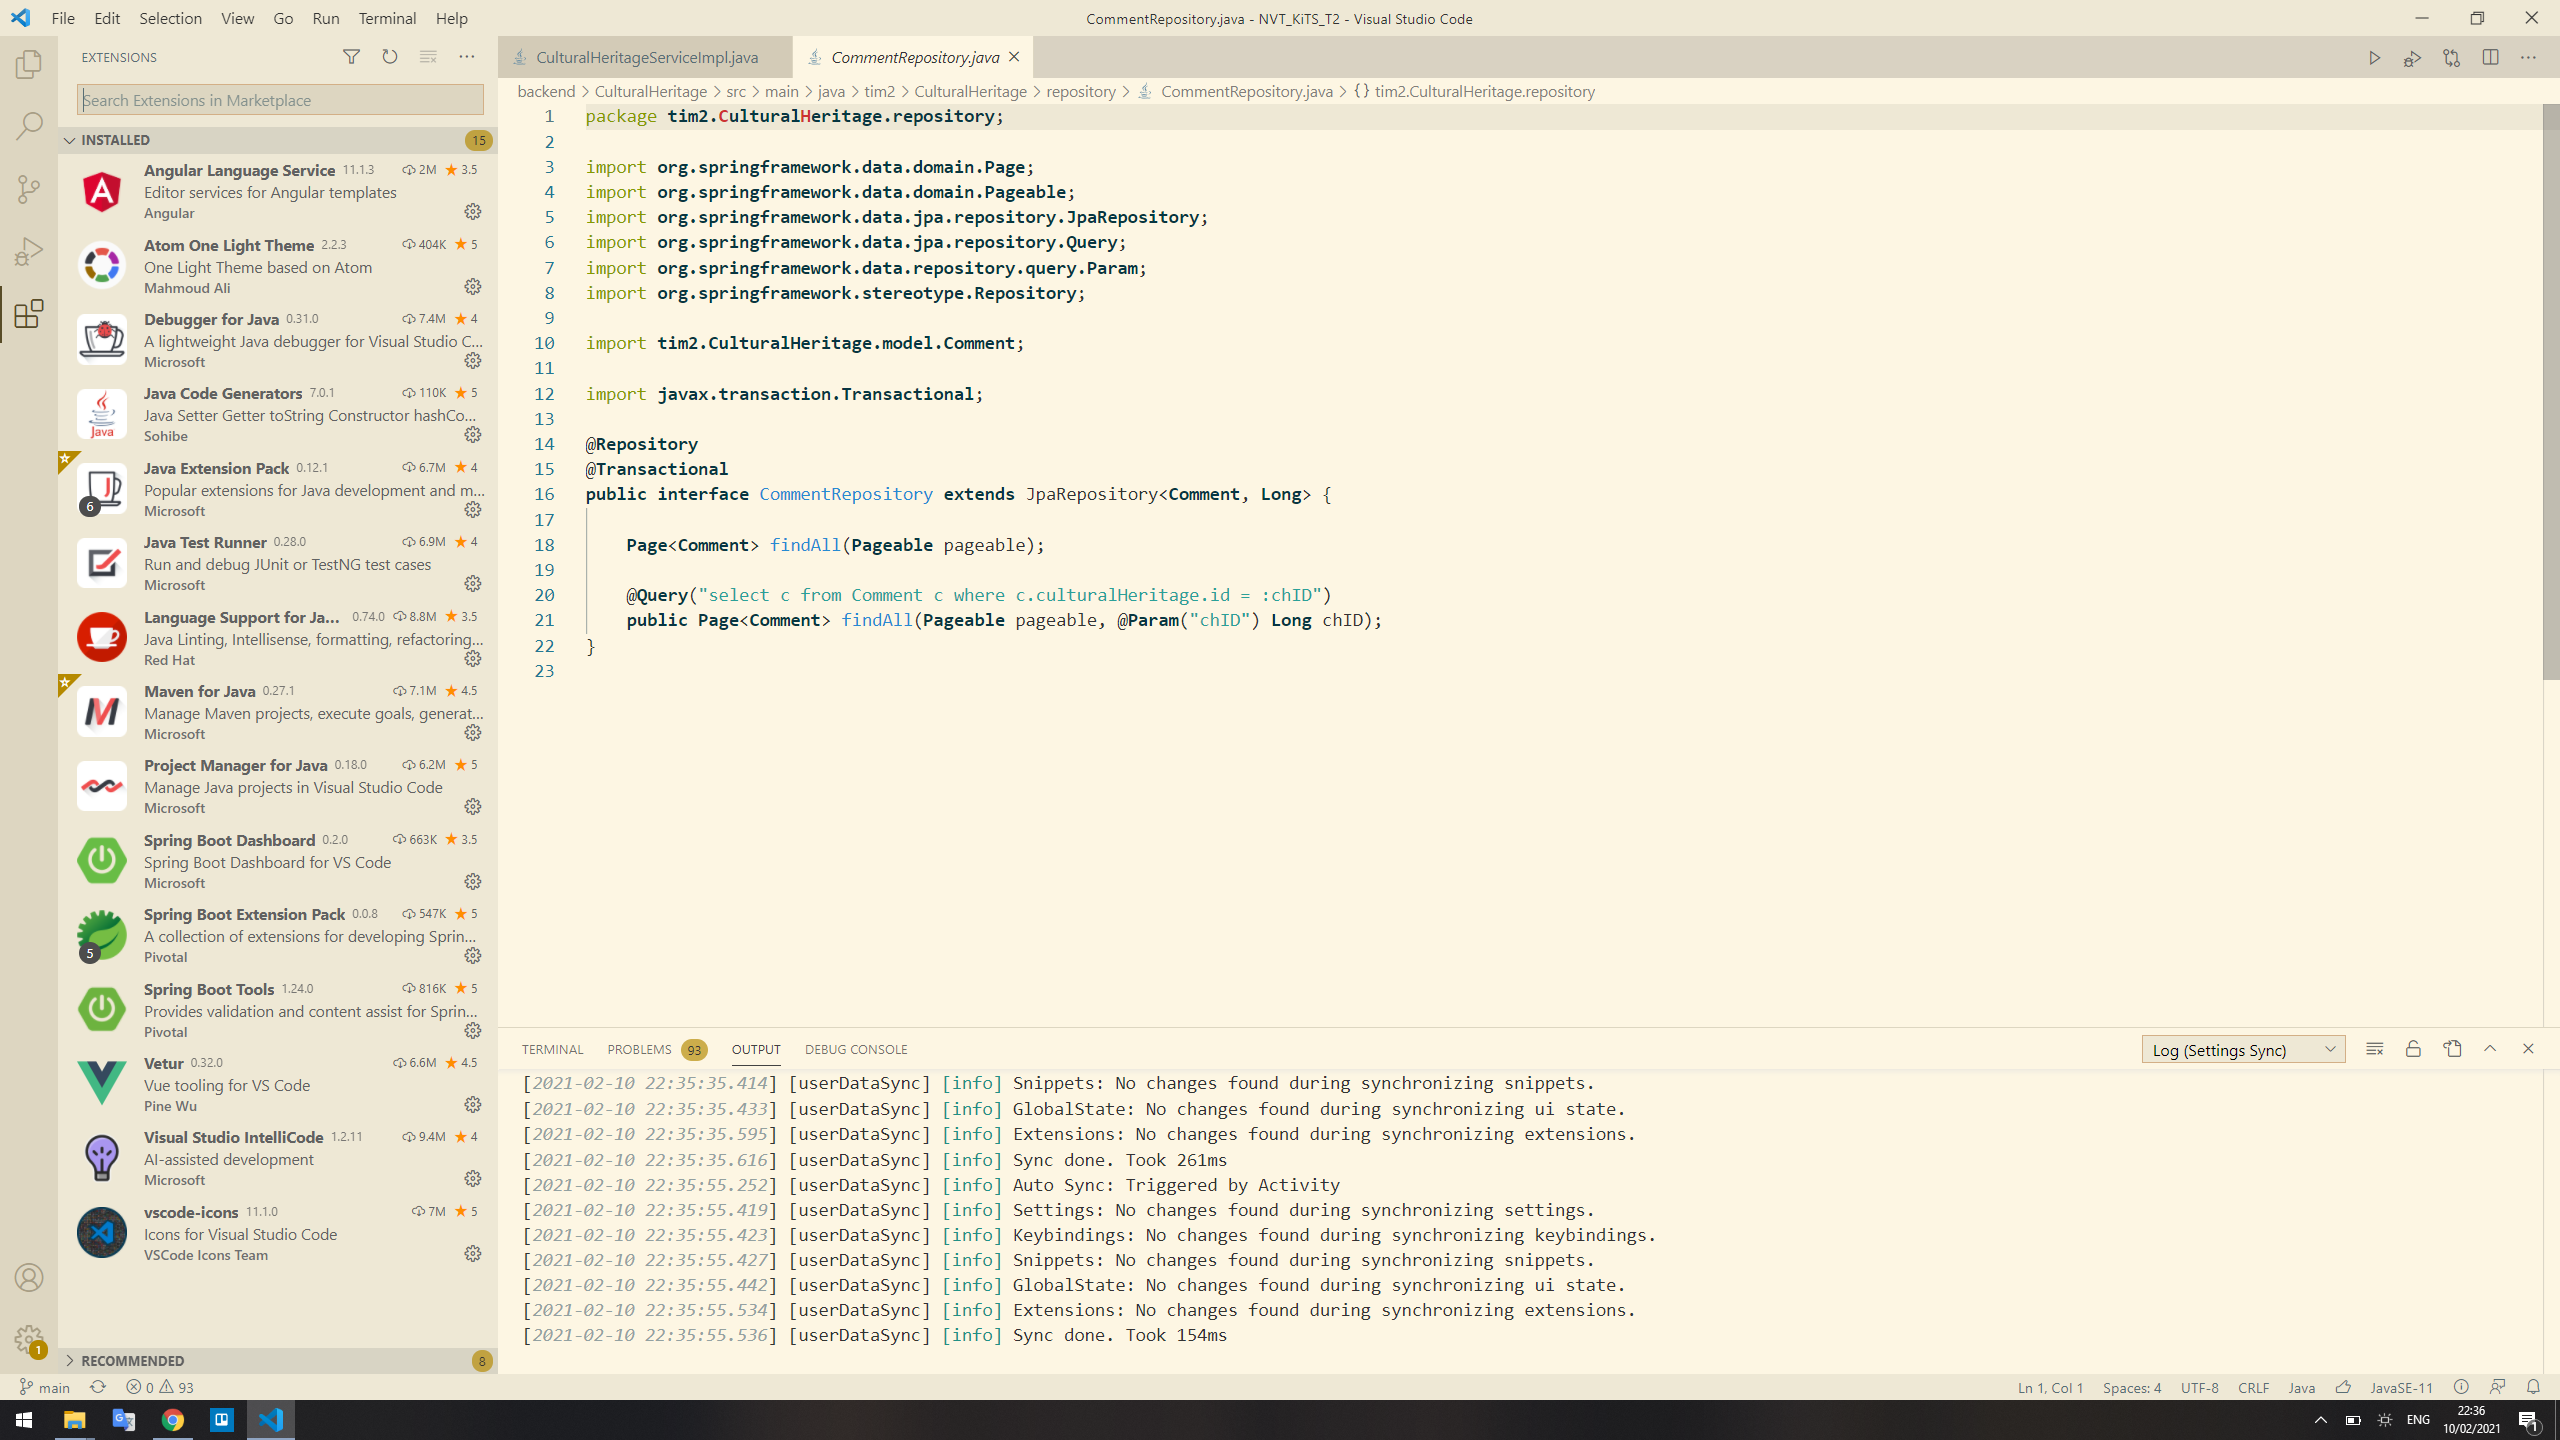 File Edit Selection View Go Run Terminal Help
CommentRepository.java - NVT_KiTS_T2 - Visual Studio Code
EXTENSIONS
Search Extensions in Marketplace
INSTALLED 15
Angular Language Service 11.1.3 2M 3.5
Editor services for Angular templates
Angular
Atom One Light Theme 2.2.3 404K 5
One Light Theme based on Atom
Mahmoud Ali
Debugger for Java 0.31.0 7.4M 4
A lightweight Java debugger for Visual Studio C...
Microsoft
Java
Java Code Generators 7.0.1 110K 5
Java Setter Getter toString Constructor hashCo...
Sohibe
6
Java Extension Pack 0.12.1 6.7M 4
Popular extensions for Java development and m...
Microsoft
Java Test Runner 0.28.0 6.9M 4
Run and debug JUnit or TestNG test cases
Microsoft
Language Support for Ja... 0.74.0 8.8M 3.5
Java Linting, Intellisense, formatting, refactoring...
Red Hat
Maven for Java 0.27.1 7.1M 4.5
Manage Maven projects, execute goals, generat...
Microsoft
Project Manager for Java 0.18.0 6.2M 5
Manage Java projects in Visual Studio Code
Microsoft
Spring Boot Dashboard 0.2.0 663K 3.5
Spring Boot Dashboard for VS Code
Microsoft
5
Spring Boot Extension Pack 0.0.8 547K 5
A collection of extensions for developing Sprin...
Pivotal
Spring Boot Tools 1.24.0 816K 5
Provides validation and content assist for Sprin...
Pivotal
Vetur 0.32.0 6.6M 4.5
Vue tooling for VS Code
Pine Wu
Visual Studio IntelliCode 1.2.11 9.4M 4
AI-assisted development
Microsoft
vscode-icons 11.1.0 7M 5
Icons for Visual Studio Code
VSCode Icons Team
1
RECOMMENDED 8
CulturalHeritageServiceImpl.java CommentRepository.java
backend > CulturalHeritage > src > main > java > tim2 > CulturalHeritage > repository > CommentRepository.java > {} tim2.CulturalHeritage.repository
1 package tim2.CulturalHeritage.repository;
2
3 import org.springframework.data.domain.Page;
4 import org.springframework.data.domain.Pageable;
5 import org.springframework.data.jpa.repository.JpaRepository;
6 import org.springframework.data.jpa.repository.Query;
7 import org.springframework.data.repository.query.Param;
8 import org.springframework.stereotype.Repository;
9
10 import tim2.CulturalHeritage.model.Comment;
11
12 import javax.transaction.Transactional;
13
14 @Repository
15 @Transactional
16 public interface CommentRepository extends JpaRepository<Comment, Long> {
17
18 Page<Comment> findAll(Pageable pageable);
19
20 @Query("select c from Comment c where c.culturalHeritage.id = :chID")
21 public Page<Comment> findAll(Pageable pageable, @Param("chID") Long chID);
22 }
23
TERMINAL PROBLEMS 93 OUTPUT DEBUG CONSOLE Log (Settings Sync)
[2021-02-10 22:35:35.414] [userDataSync] [info] Snippets: No changes found during synchronizing snippets.
[2021-02-10 22:35:35.433] [userDataSync] [info] GlobalState: No changes found during synchronizing ui state.
[2021-02-10 22:35:35.595] [userDataSync] [info] Extensions: No changes found during synchronizing extensions.
[2021-02-10 22:35:35.616] [userDataSync] [info] Sync done. Took 261ms
[2021-02-10 22:35:55.252] [userDataSync] [info] Auto Sync: Triggered by Activity
[2021-02-10 22:35:55.419] [userDataSync] [info] Settings: No changes found during synchronizing settings.
[2021-02-10 22:35:55.423] [userDataSync] [info] Keybindings: No changes found during synchronizing keybindings.
[2021-02-10 22:35:55.427] [userDataSync] [info] Snippets: No changes found during synchronizing snippets.
[2021-02-10 22:35:55.442] [userDataSync] [info] GlobalState: No changes found during synchronizing ui state.
[2021-02-10 22:35:55.534] [userDataSync] [info] Extensions: No changes found during synchronizing extensions.
[2021-02-10 22:35:55.536] [userDataSync] [info] Sync done. Took 154ms
main 0 93 Ln 1, Col 1 Spaces: 4 UTF-8 CRLF Java JavaSE-11
ENG
22:36
10/02/2021
1